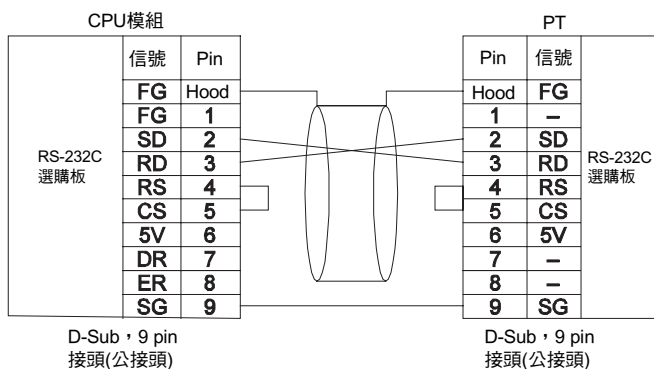 CPU模組 PT
信號 Pin Pin 信號
FG Hood Hood FG
FG 1 1 –
SD 2 2 SD
RD 3 3 RD
RS-232C RS-232C
選購板 選購板
RS 4 4 RS
CS 5 5 CS
5V 6 6 5V
DR 7 7 –
ER 8 8 –
SG 9 9 SG
D-Sub，9 pin D-Sub，9 pin
接頭(公接頭) 接頭(公接頭)